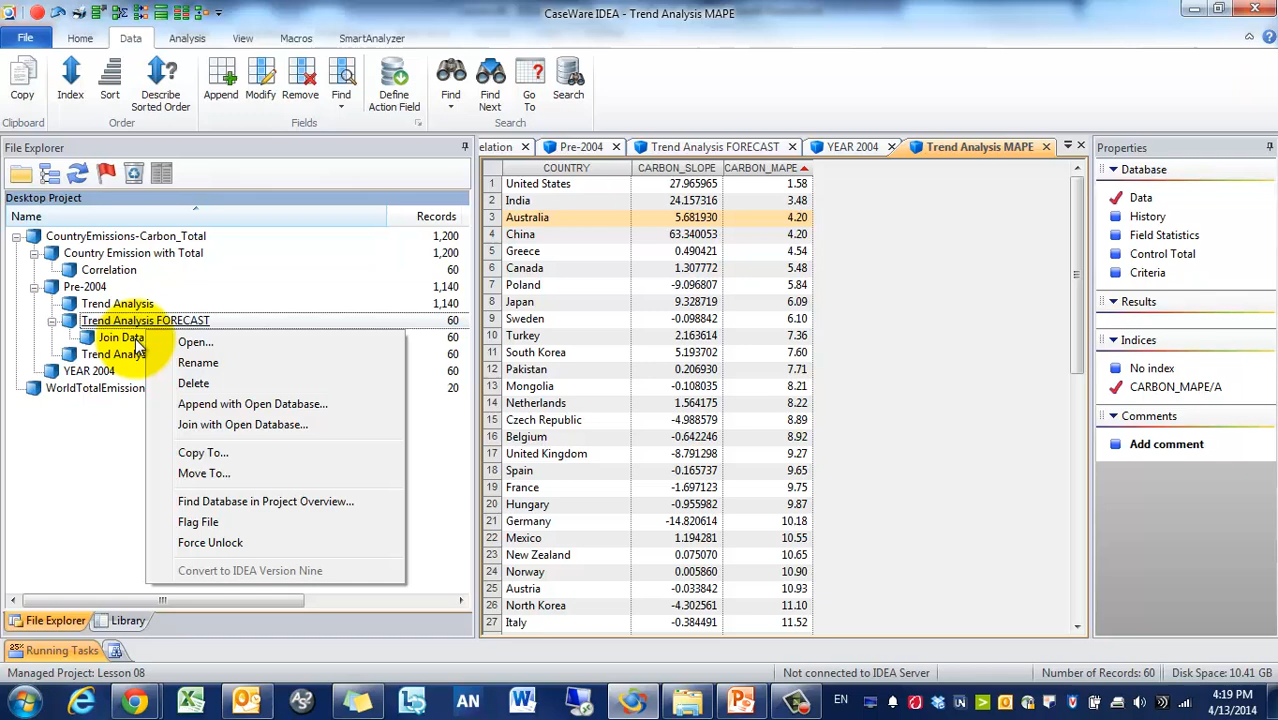 CaseWare IDEA - Trend Analysis MAPE
File Home Data Analysis View Macros SmartAnalyzer
Copy Index Sort Describe Sorted Order Append Modify Remove Find Define Action Field Find Find Next Go To Search
Clipboard Order Fields Search
File Explorer
Desktop Project
Name Records
CountryEmissions-Carbon_Total 1,200
Country Emission with Total 1,200
Correlation 60
Pre-2004 1,140
Trend Analysis 1,140
Trend Analysis FORECAST 60
Join Data 60
Trend Analy 60
YEAR 2004 60
WorldTotalEmission 20
Open...
Rename
Delete
Append with Open Database...
Join with Open Database...
Copy To...
Move To...
Find Database in Project Overview...
Flag File
Force Unlock
Convert to IDEA Version Nine
File Explorer Library
elation Pre-2004 Trend Analysis FORECAST YEAR 2004 Trend Analysis MAPE
COUNTRY CARBON_SLOPE CARBON_MAPE
1 United States 27.965965 1.58
2 India 24.157316 3.48
3 Australia 5.681930 4.20
4 China 63.340053 4.20
5 Greece 0.490421 4.54
6 Canada 1.307772 5.48
7 Poland -9.096807 5.84
8 Japan 9.328719 6.09
9 Sweden -0.098842 6.10
10 Turkey 2.163614 7.36
11 South Korea 5.193702 7.60
12 Pakistan 0.206930 7.71
13 Mongolia -0.108035 8.21
14 Netherlands 1.564175 8.22
15 Czech Republic -4.988569 8.89
16 Belgium -0.642246 8.92
17 United Kingdom -8.791298 9.27
18 Spain -0.165737 9.65
19 France -1.697123 9.75
20 Hungary -0.955982 9.87
21 Germany -14.820614 10.18
22 Mexico 1.194281 10.55
23 New Zealand 0.075070 10.65
24 Norway 0.005860 10.90
25 Austria -0.033842 10.93
26 North Korea -4.302561 11.10
27 Italy -0.384491 11.52
Properties
Database
Data
History
Field Statistics
Control Total
Criteria
Results
Indices
No index
CARBON_MAPE/A
Comments
Add comment
Running Tasks
Managed Project: Lesson 08 Not connected to IDEA Server Number of Records: 60 Disk Space: 10.41 GB
AN EN 4:19 PM
4/13/2014